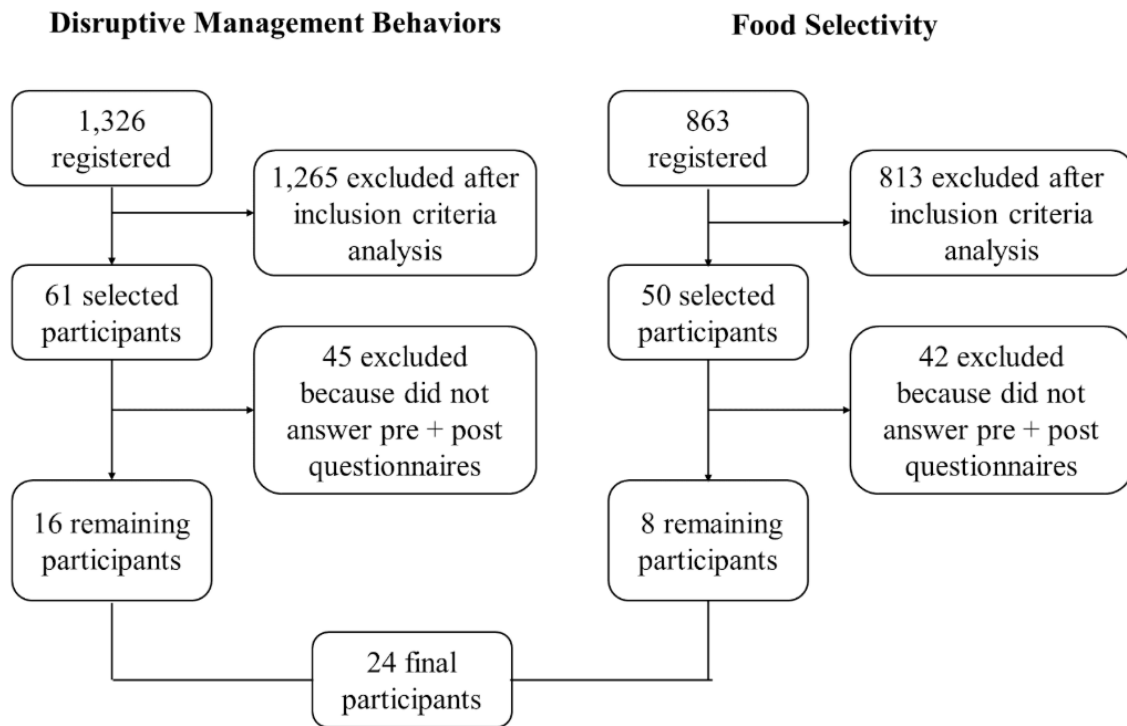 Disruptive Management Behaviors
Food Selectivity
1,326
registered
863
registered
1,265 excluded after
inclusion criteria
analysis
813 excluded after
inclusion criteria
analysis
61 selected
participants
50 selected
participants
45 excluded
because did not
answer pre + post
questionnaires
42 excluded
because did not
answer pre + post
questionnaires
16 remaining
participants
8 remaining
participants
24 final
participants